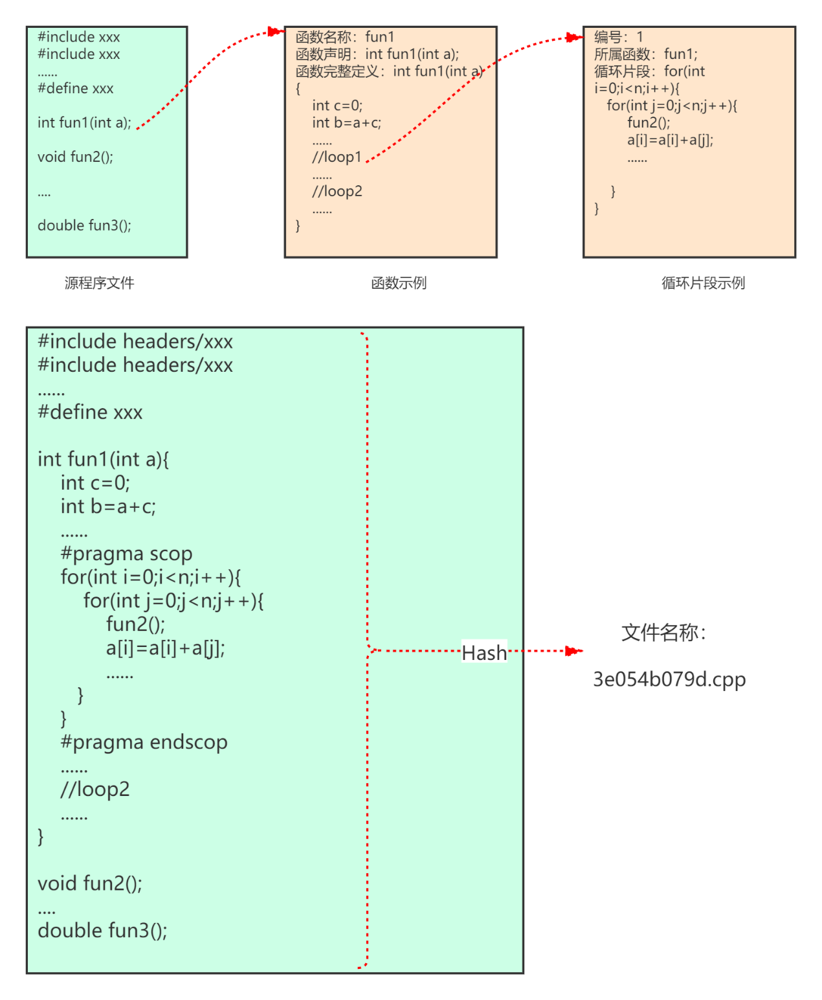 #include xxx
#include xxx
......
#define xxx
int fun1(int a);
void fun2();
....
double fun3();
源程序文件
函数名称：fun1
函数声明：int fun1(int a);
函数完整定义：int fun1(int a)
{
int c=0;
int b=a+c;
......
//loop1
......
//loop2
......
}
函数示例
编号：1
所属函数：fun1;
循环片段：for(int
i=0;i<n;i++){
for(int j=0;j<n;j++){
fun2();
a[i]=a[i]+a[j];
......
}
}
循环片段示例
#include headers/xxx
#include headers/xxx
......
#define xxx
int fun1(int a){
int c=0;
int b=a+c;
......
#pragma scop
for(int i=0;i<n;i++){
for(int j=0;j<n;j++){
fun2();
a[i]=a[i]+a[j];
......
}
}
#pragma endscop
......
//loop2
......
}
void fun2();
....
double fun3();
Hash
文件名称：
3e054b079d.cpp